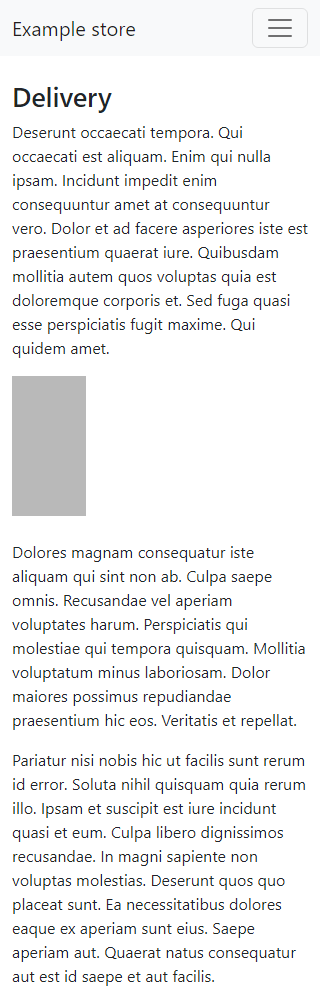 Example store
Delivery
Deserunt occaecati tempora. Qui
occaecati est aliquam. Enim qui nulla
ipsam. Incidunt impedit enim
consequuntur amet at consequuntur
vero. Dolor et ad facere asperiores iste est
praesentium quaerat iure. Quibusdam
mollitia autem quos voluptas quia est
doloremque corporis et. Sed fuga quasi
esse perspiciatis fugit maxime. Qui
quidem amet.
Dolores magnam consequatur iste
aliquam qui sint non ab. Culpa saepe
omnis. Recusandae vel aperiam
voluptates harum. Perspiciatis qui
molestiae qui tempora quisquam. Mollitia
voluptatum minus laboriosam. Dolor
maiores possimus repudiandae
praesentium hic eos. Veritatis et repellat.
Pariatur nisi nobis hic ut facilis sunt rerum
id error. Soluta nihil quisquam quia rerum
illo. Ipsam et suscipit est iure incidunt
quasi et eum. Culpa libero dignissimos
recusandae. In magni sapiente non
voluptas molestias. Deserunt quos quo
placeat sunt. Ea necessitatibus dolores
eaque ex aperiam sunt eius. Saepe
aperiam aut. Quaerat natus consequatur
aut est id saepe et aut facilis.